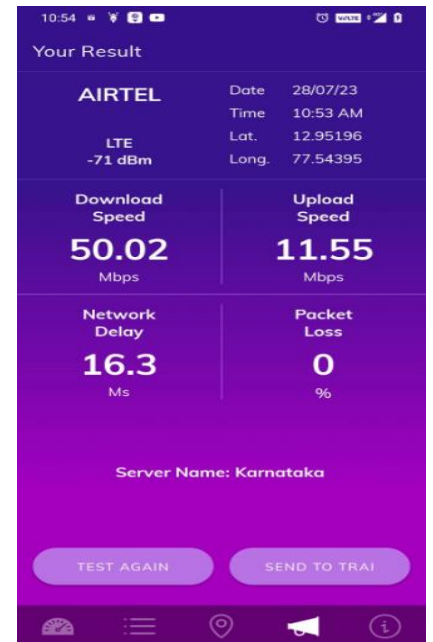 10:54
VoLTE
Your Result
AIRTEL
LTE
-71 dBm
Date 28/07/23
Time 10:53 AM
Lat. 12.95196
Long. 77.54395
Download
Speed
50.02
Mbps
Upload
Speed
11.55
Mbps
Network
Delay
16.3
Ms
Packet
Loss
0
%
Server Name: Karnataka
TEST AGAIN
SEND TO TRAI